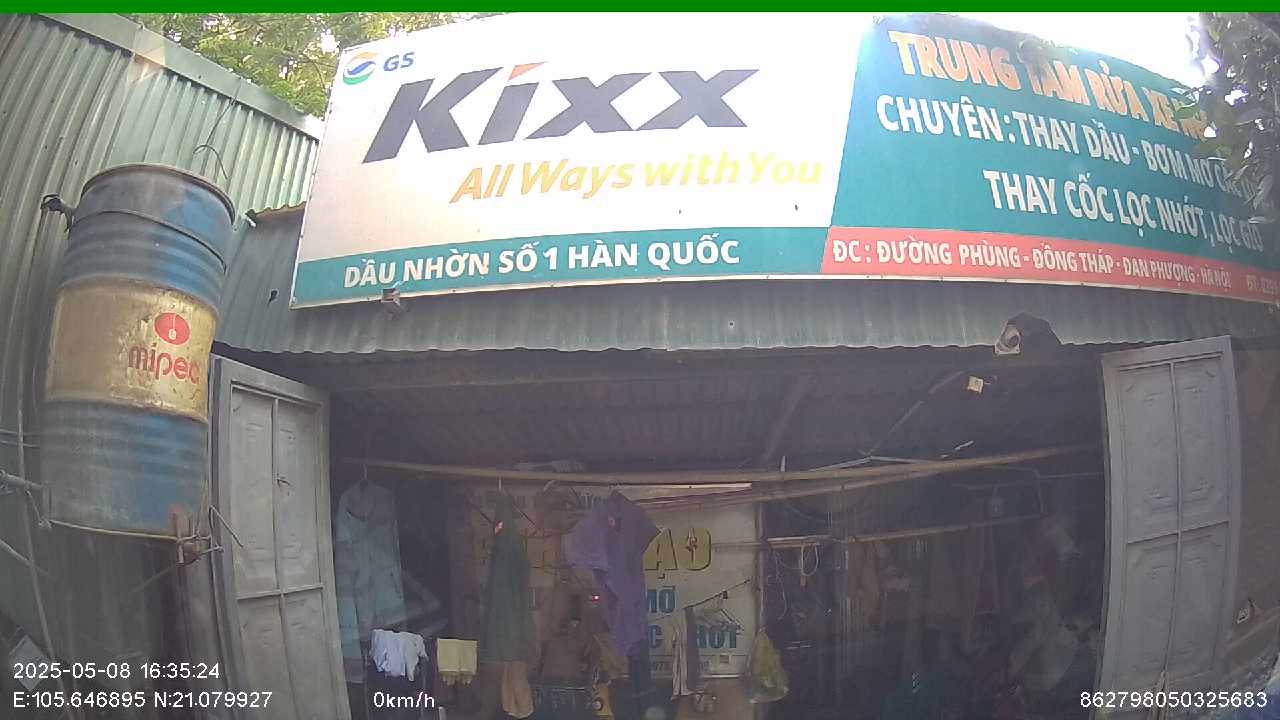 GS
Kixx
All Ways with You
DẦU NHỜN SỐ 1 HÀN QUỐC
TRUNG TÂM RỬA XE
CHUYÊN: THAY DẦU - BƠM MỠ
THAY CỐC LỌC NHỚT, LỌC GIÓ
ĐC: ĐƯỜNG PHÙNG - ĐỒNG THÁP - ĐAN PHƯỢNG - HÀ NỘI
mipec
MỠ
2025-05-08 16:35:24
E:105.646895 N:21.079927
0km/h
862798050325683